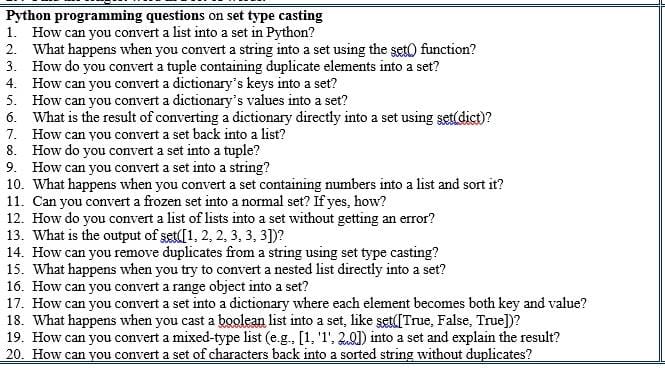 Python programming questions on set type casting
1. How can you convert a list into a set in Python?
2. What happens when you convert a string into a set using the set() function?
3. How do you convert a tuple containing duplicate elements into a set?
4. How can you convert a dictionary's keys into a set?
5. How can you convert a dictionary's values into a set?
6. What is the result of converting a dictionary directly into a set using set(dict)?
7. How can you convert a set back into a list?
8. How do you convert a set into a tuple?
9. How can you convert a set into a string?
10. What happens when you convert a set containing numbers into a list and sort it?
11. Can you convert a frozen set into a normal set? If yes, how?
12. How do you convert a list of lists into a set without getting an error?
13. What is the output of set([1, 2, 2, 3, 3, 3])?
14. How can you remove duplicates from a string using set type casting?
15. What happens when you try to convert a nested list directly into a set?
16. How can you convert a range object into a set?
17. How can you convert a set into a dictionary where each element becomes both key and value?
18. What happens when you cast a boolean list into a set, like set([True, False, True])?
19. How can you convert a mixed-type list (e.g., [1, '1', 2.0]) into a set and explain the result?
20. How can you convert a set of characters back into a sorted string without duplicates?